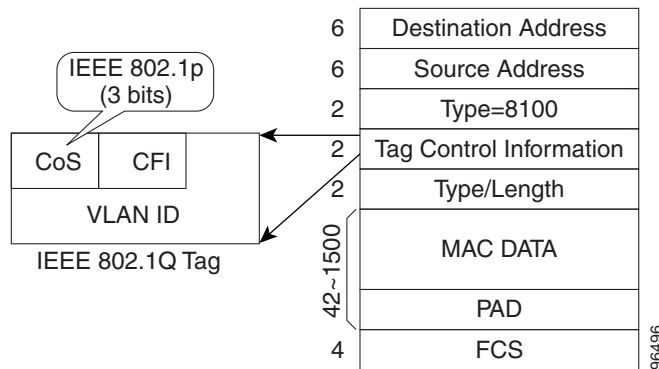 IEEE 802.1p
(3 bits)
CoS CFI
VLAN ID
IEEE 802.1Q Tag
6 Destination Address
6 Source Address
2 Type=8100
2 Tag Control Information
2 Type/Length
42~1500
MAC DATA
PAD
4 FCS
96496